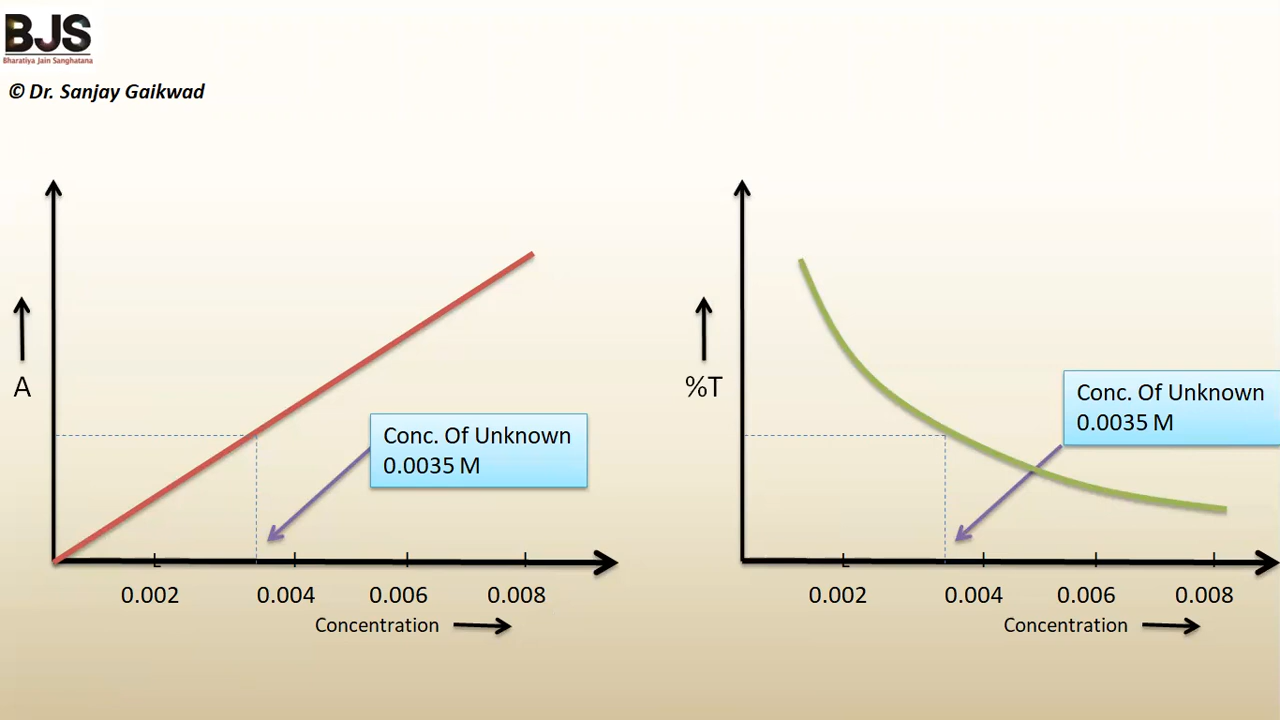 BJS
Bharatiya Jain Sanghatana
© Dr. Sanjay Gaikwad
A
Conc. Of Unknown
0.0035 M
0.002 0.004 0.006 0.008
Concentration
%T
Conc. Of Unknown
0.0035 M
0.002 0.004 0.006 0.008
Concentration